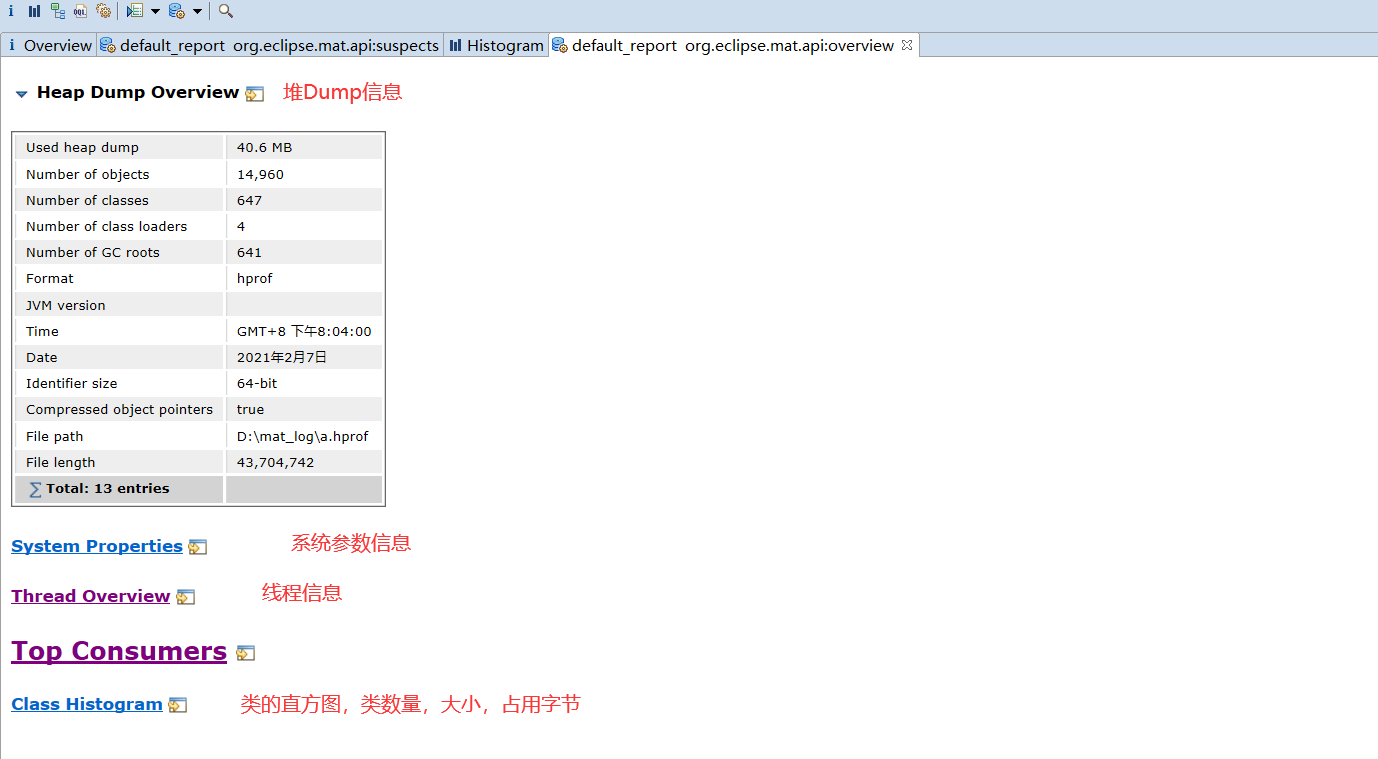 Overview default_report org.eclipse.mat.api:suspects Histogram default_report org.eclipse.mat.api:overview
Heap Dump Overview 堆Dump信息
Used heap dump 40.6 MB
Number of objects 14,960
Number of classes 647
Number of class loaders 4
Number of GC roots 641
Format hprof
JVM version
Time GMT+8 下午8:04:00
Date 2021年2月7日
Identifier size 64-bit
Compressed object pointers true
File path D:\mat_log\a.hprof
File length 43,704,742
∑ Total: 13 entries
System Properties 系统参数信息
Thread Overview 线程信息
Top Consumers
Class Histogram 类的直方图，类数量，大小，占用字节